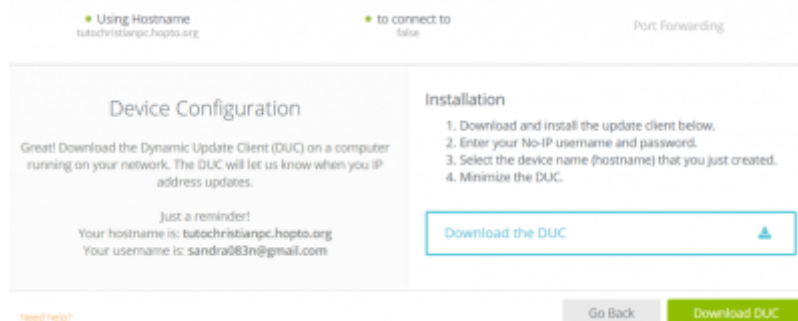 Using Hostname
tutochristianpc.hopto.org
to connect to
false
Port Forwarding
Device Configuration
Great! Download the Dynamic Update Client (DUC) on a computer
running on your network. The DUC will let us know when you IP
address updates.
Just a reminder!
Your hostname is: tutochristianpc.hopto.org
Your username is: sandra083n@gmail.com
Installation
1. Download and install the update client below.
2. Enter your No-IP username and password.
3. Select the device name (hostname) that you just created.
4. Minimize the DUC.
Download the DUC
Need help?
Go Back
Download DUC